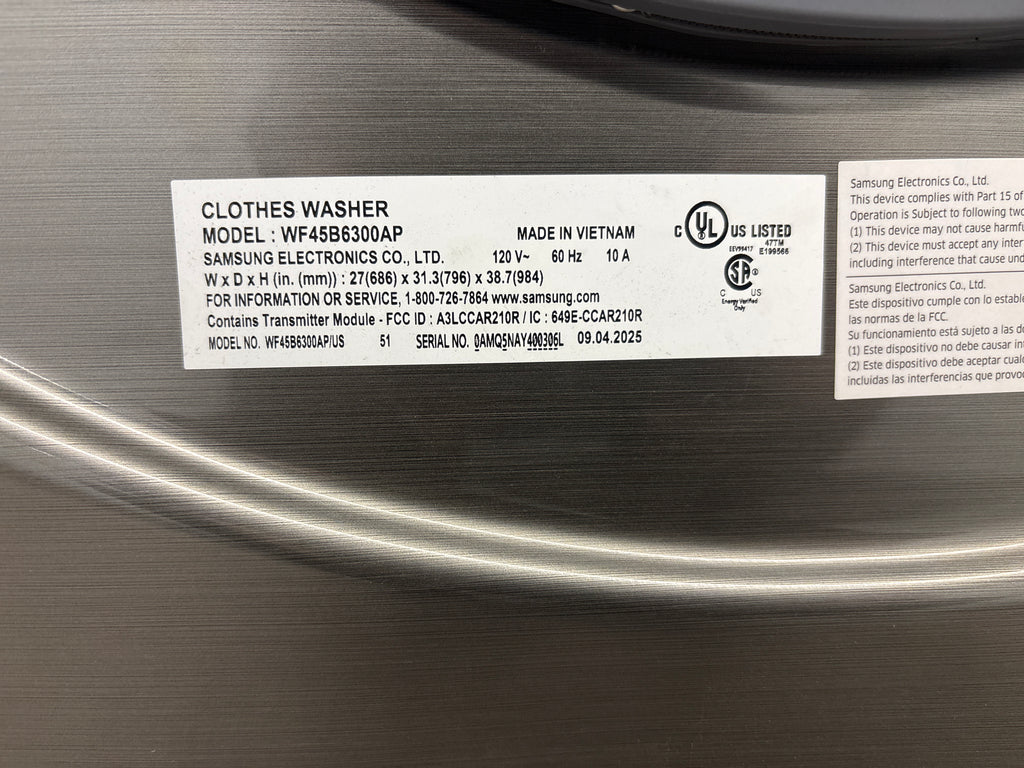 CLOTHES WASHER
MODEL : WF45B6300AP
MADE IN VIETNAM
SAMSUNG ELECTRONICS CO., LTD. 120 V~ 60 Hz 10 A
W x D x H (in. (mm)) : 27(686) x 31.3(796) x 38.7(984)
FOR INFORMATION OR SERVICE, 1-800-726-7864 www.samsung.com
Contains Transmitter Module - FCC ID : A3LCCAR210R / IC : 649E-CCAR210R
MODEL NO. WF45B6300AP/US 51 SERIAL NO. 0AMQ5NAY400306L 09.04.2025
C UL US LISTED
47TM
E199566
SA
C US
Energy Verified
Only
Samsung Electronics Co., Ltd.
This device complies with Part 15 of
Operation is Subject to following two
(1) This device may not cause harmfu
(2) This device must accept any inter
including interference that cause und
Samsung Electronics Co., Ltd.
Este dispositivo cumple con lo estable
las normas de la FCC.
Su funcionamiento está sujeto a las do
(1) Este dispositivo no debe causar int
(2) Este dispositivo debe aceptar cualq
incluidas las interferencias que provoc